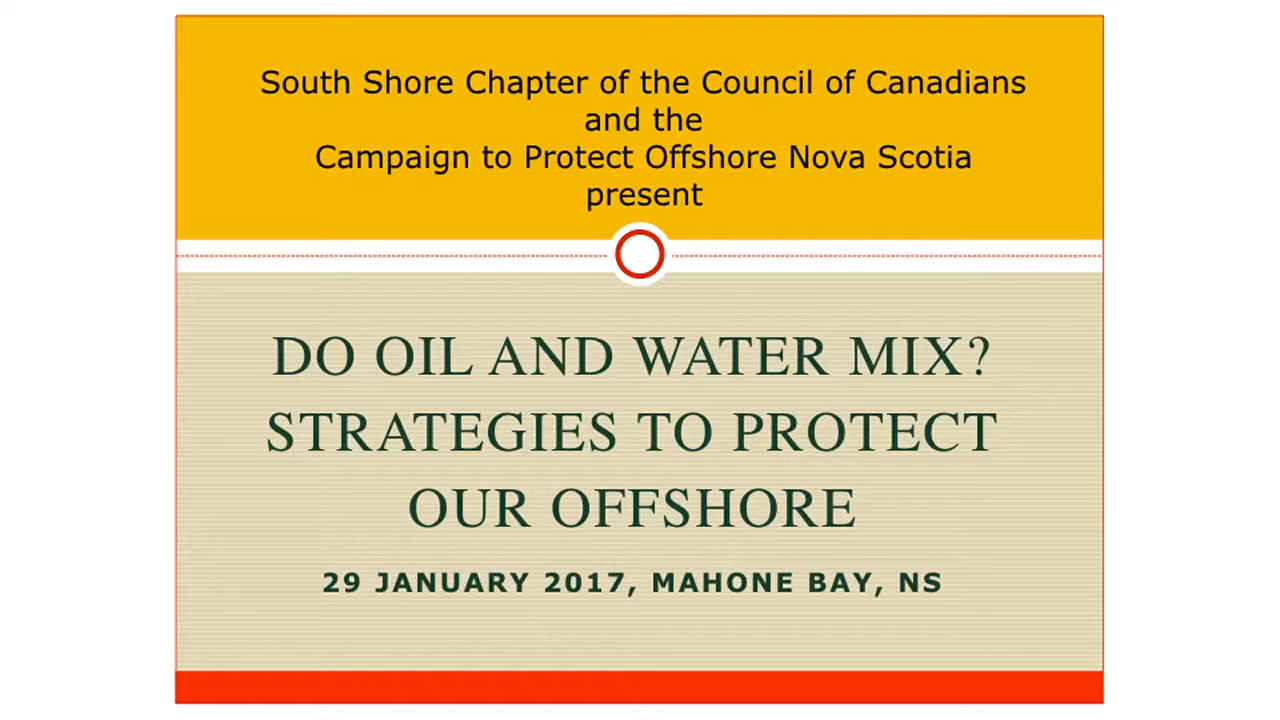 South Shore Chapter of the Council of Canadians
and the
Campaign to Protect Offshore Nova Scotia
present
DO OIL AND WATER MIX?
STRATEGIES TO PROTECT
OUR OFFSHORE
29 JANUARY 2017, MAHONE BAY, NS